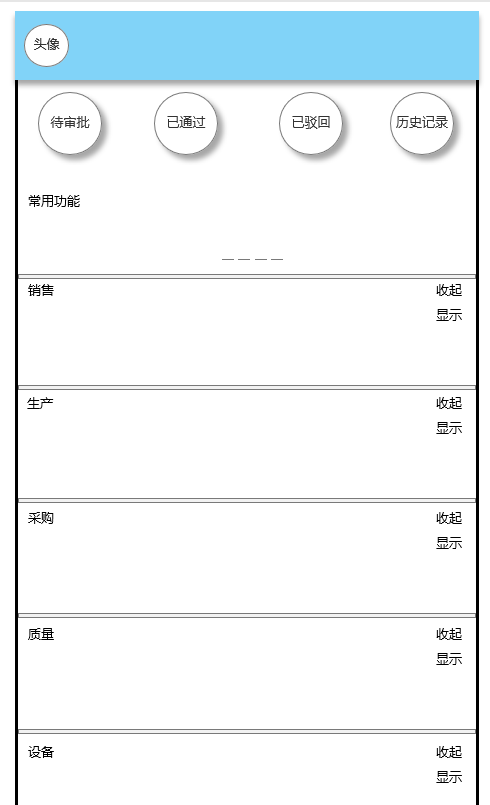 头像
待审批 已通过 已驳回 历史记录
常用功能
销售 收起
显示
生产 收起
显示
采购 收起
显示
质量 收起
显示
设备 收起
显示